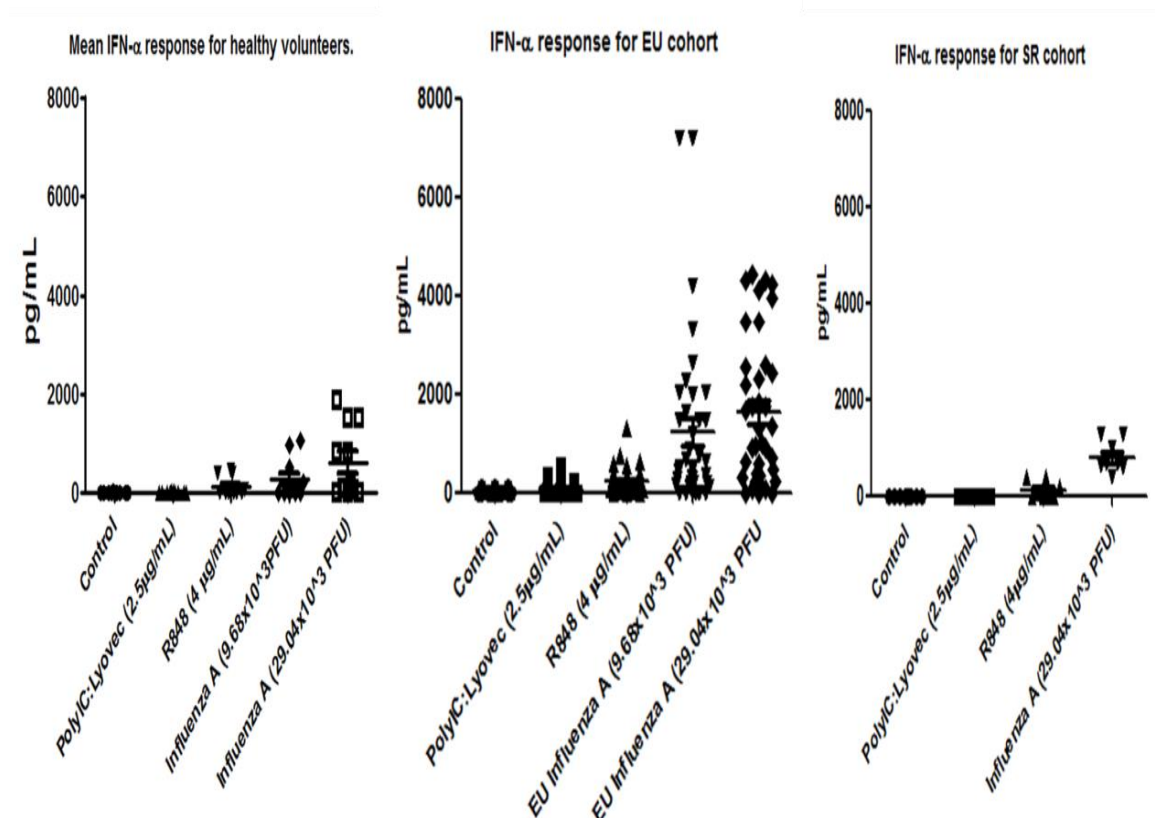 Mean IFN-α response for healthy volunteers.
pg/mL
8000
6000
4000
2000
0
Control
PolyIC:Lyovec (2.5µg/mL)
R848 (4 µg/mL)
Influenza A (9.68x10^3PFU)
Influenza A (29.04x10^3 PFU)
IFN-α response for EU cohort
pg/mL
8000
6000
4000
2000
0
Control
PolyIC:Lyovec (2.5µg/mL)
R848 (4 µg/mL)
EU Influenza A (9.68x10^3 PFU)
EU Influenza A (29.04x10^3 PFU
IFN-α response for SR cohort
pg/mL
8000
6000
4000
2000
0
Control
PolyIC:Lyovec (2.5µg/mL)
R848 (4µg/mL)
Influenza A (29.04x10^3 PFU)